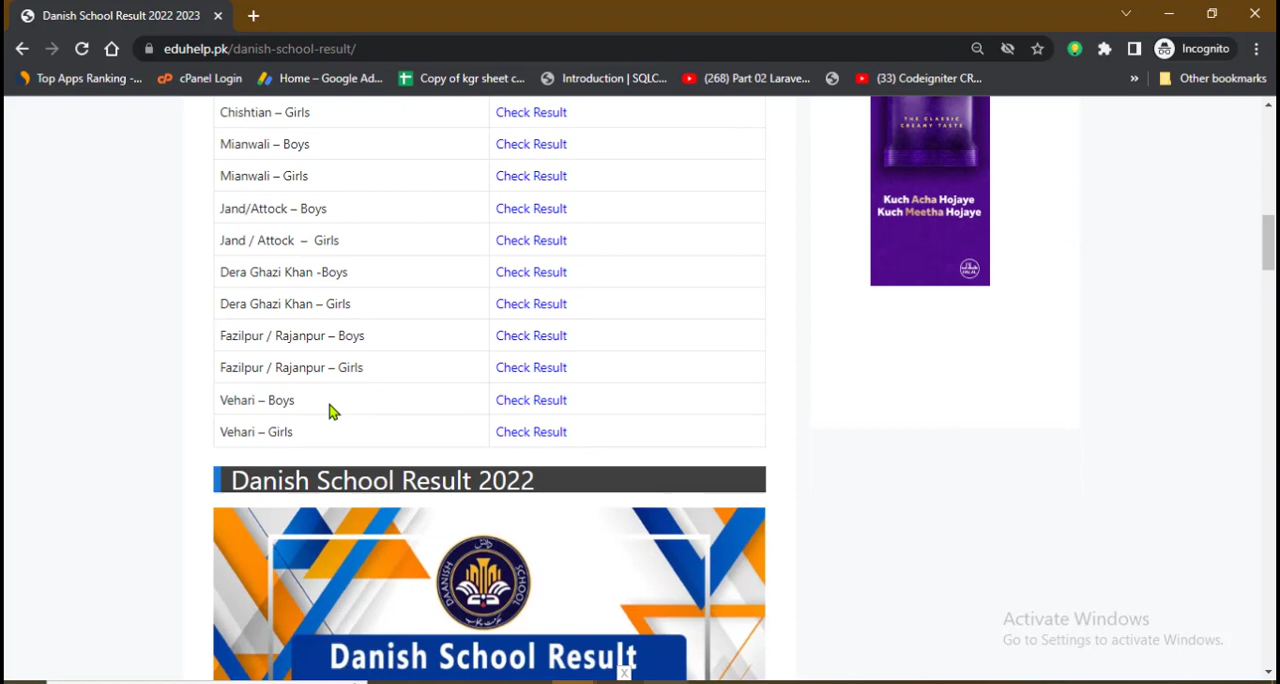 Danish School Result 2022 2023
eduhelp.pk/danish-school-result/
Incognito
Top Apps Ranking -...
cPanel Login
Home – Google Ad...
Copy of kgr sheet c...
Introduction | SQLC...
(268) Part 02 Larave...
(33) Codeigniter CR...
»
Other bookmarks
Chishtian – Girls Check Result
Mianwali – Boys Check Result
Mianwali – Girls Check Result
Jand/Attock – Boys Check Result
Jand / Attock – Girls Check Result
Dera Ghazi Khan -Boys Check Result
Dera Ghazi Khan – Girls Check Result
Fazilpur / Rajanpur – Boys Check Result
Fazilpur / Rajanpur – Girls Check Result
Vehari – Boys Check Result
Vehari – Girls Check Result
THE CLASSIC
CREAMY TASTE
Kuch Acha Hojaye
Kuch Meetha Hojaye
HALAL
Danish School Result 2022
دانش
DAANISH SCHOOL
Danish School Result
X
Activate Windows
Go to Settings to activate Windows.